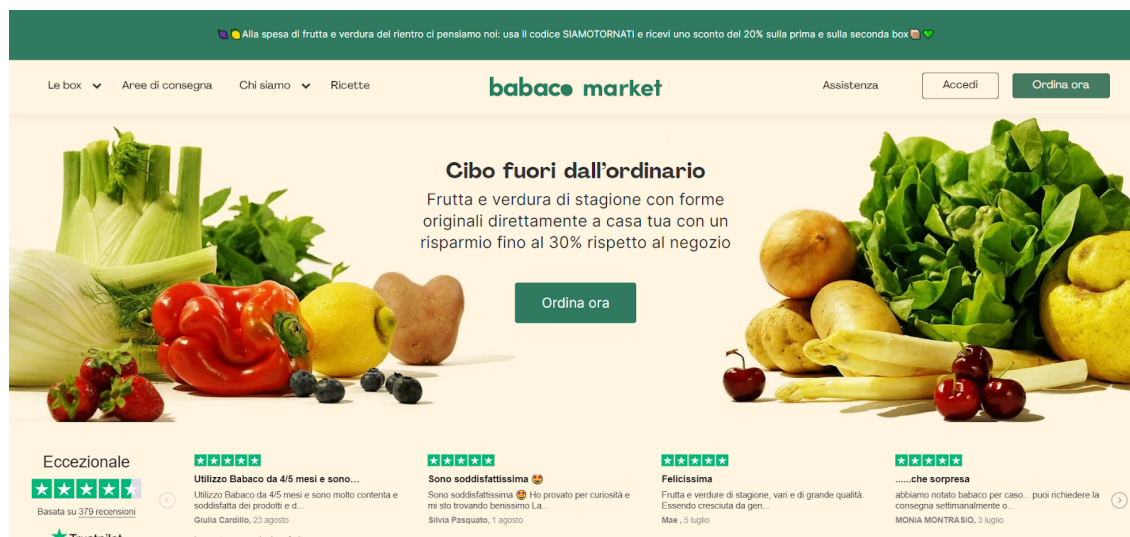 Alla spesa di frutta e verdura del rientro ci pensiamo noi: usa il codice SIAMOTORNATI e ricevi uno sconto del 20% sulla prima e sulla seconda box
Le box
Aree di consegna
Chi siamo
Ricette
babaco market
Assistenza
Accedi
Ordina ora
Cibo fuori dall'ordinario
Frutta e verdura di stagione con forme
originali direttamente a casa tua con un
risparmio fino al 30% rispetto al negozio
Ordina ora
Eccezionale
Basata su 379 recensioni
Trustpilot
Utilizzo Babaco da 4/5 mesi e sono…
Utilizzo Babaco da 4/5 mesi e sono molto contenta e
soddisfatta dei prodotti e d...
Giulia Cardillo, 23 agosto
Sono soddisfattissima 🤩
Sono soddisfattissima 🤩 Ho provato per curiosità e
mi sto trovando benissimo La...
Silvia Pasquato, 1 agosto
Felicissima
Frutta e verdure di stagione, vari e di grande qualità.
Essendo cresciuta da gen...
Mae , 5 luglio
......che sorpresa
abbiamo notato babaco per caso... puoi richiedere la
consegna settimanalmente o...
MONIA MONTRASIO, 3 luglio